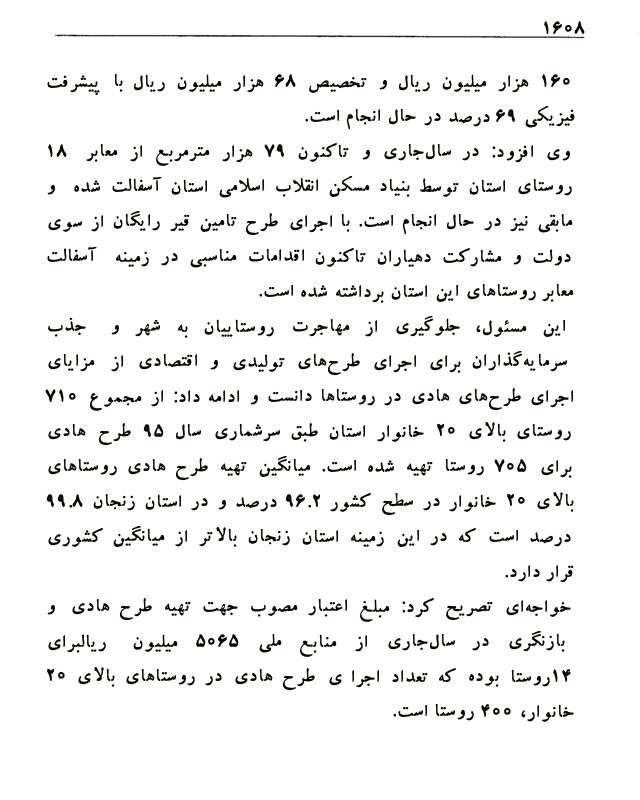 ۱۶۰۸
۱۶۰ هزار میلیون ریال و تخصیص ۶۸ هزار میلیون ریال با پیشرفت
فیزیکی ۶۹ درصد در حال انجام است.
وی افزود: در سال‌جاری و تاکنون ۷۹ هزار مترمربع از معابر ۱۸
روستای استان توسط بنیاد مسکن انقلاب اسلامی استان آسفالت شده و
مابقی نیز در حال انجام است. با اجرای طرح تامین قیر رایگان از سوی
دولت و مشارکت دهیاران تاکنون اقدامات مناسبی در زمینه آسفالت
معابر روستاهای این استان برداشته شده است.
این مسئول، جلوگیری از مهاجرت روستاییان به شهر و جذب
سرمایه‌گذاران برای اجرای طرح‌های تولیدی و اقتصادی از مزایای
اجرای طرح‌های هادی در روستاها دانست و ادامه داد: از مجموع ۷۱۰
روستای بالای ۲۰ خانوار استان طبق سرشماری سال ۹۵ طرح هادی
برای ۷۰۵ روستا تهیه شده است. میانگین تهیه طرح هادی روستاهای
بالای ۲۰ خانوار در سطح کشور ۹۶.۲ درصد و در استان زنجان ۹۹.۸
درصد است که در این زمینه استان زنجان بالاتر از میانگین کشوری
قرار دارد.
خواجه‌ای تصریح کرد: مبلغ اعتبار مصوب جهت تهیه طرح هادی و
بازنگری در سال‌جاری از منابع ملی ۵۰۶۵ میلیون ریالبرای
۱۴روستا بوده که تعداد اجرا ی طرح هادی در روستاهای بالای ۲۰
خانوار، ۴۰۰ روستا است.